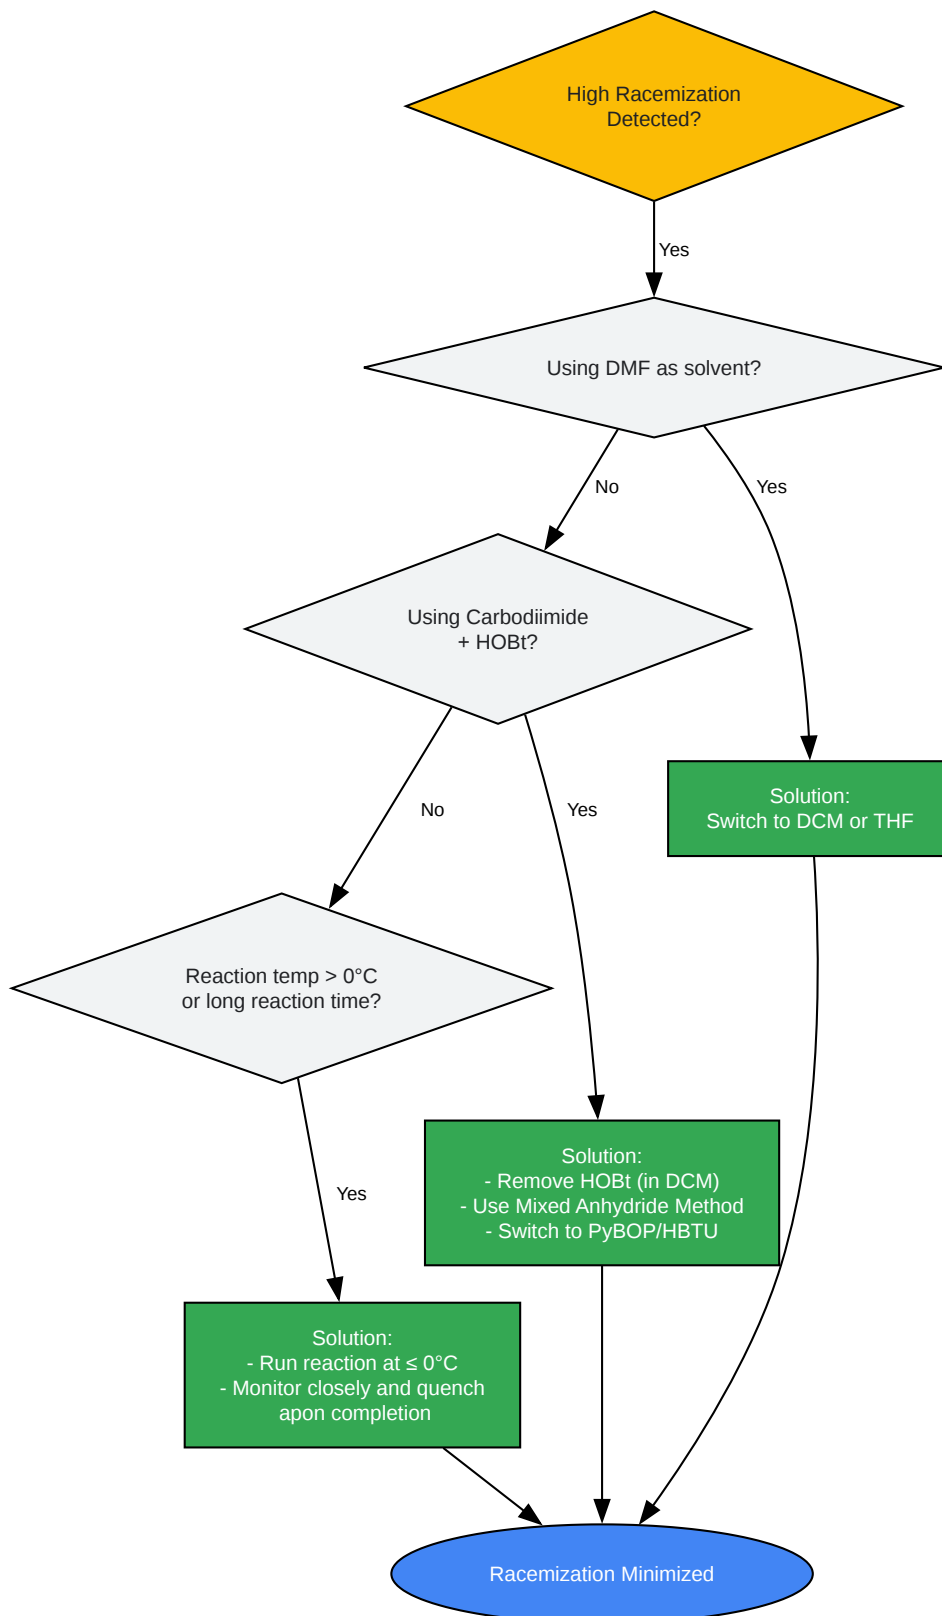 High Racemization
Detected?
Yes
Using DMF as solvent?
No
Yes
Using Carbodiimide
+ HOBt?
No
Yes
Solution:
Switch to DCM or THF
Reaction temp > 0°C
or long reaction time?
Yes
Solution:
- Remove HOBt (in DCM)
- Use Mixed Anhydride Method
- Switch to PyBOP/HBTU
Solution:
- Run reaction at ≤ 0°C
- Monitor closely and quench
apon completion
Racemization Minimized